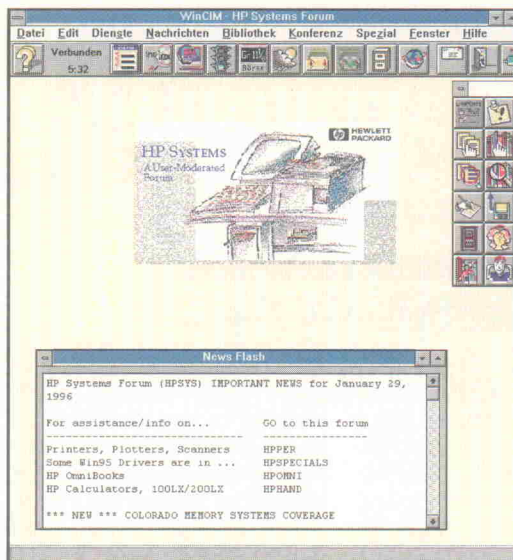 WinCIM - HP Systems Forum
Datei Edit Dienste Nachrichten Bibliothek Konferenz Spezial Fenster Hilfe
Verbunden
5:32
HEWLETT
PACKARD
HP SYSTEMS
A User-Moderated
Forum
News Flash
HP Systems Forum (HPSYS) IMPORTANT NEWS for January 29,
1996
For assistance/info on... GO to this forum
---------------------------- ----------------
Printers, Plotters, Scanners HPPER
Some Win95 Drivers are in ... HPSPECIALS
HP OmniBooks HPOMNI
HP Calculators, 100LX/200LX HPHAND
*** NEW *** COLORADO MEMORY SYSTEMS COVERAGE